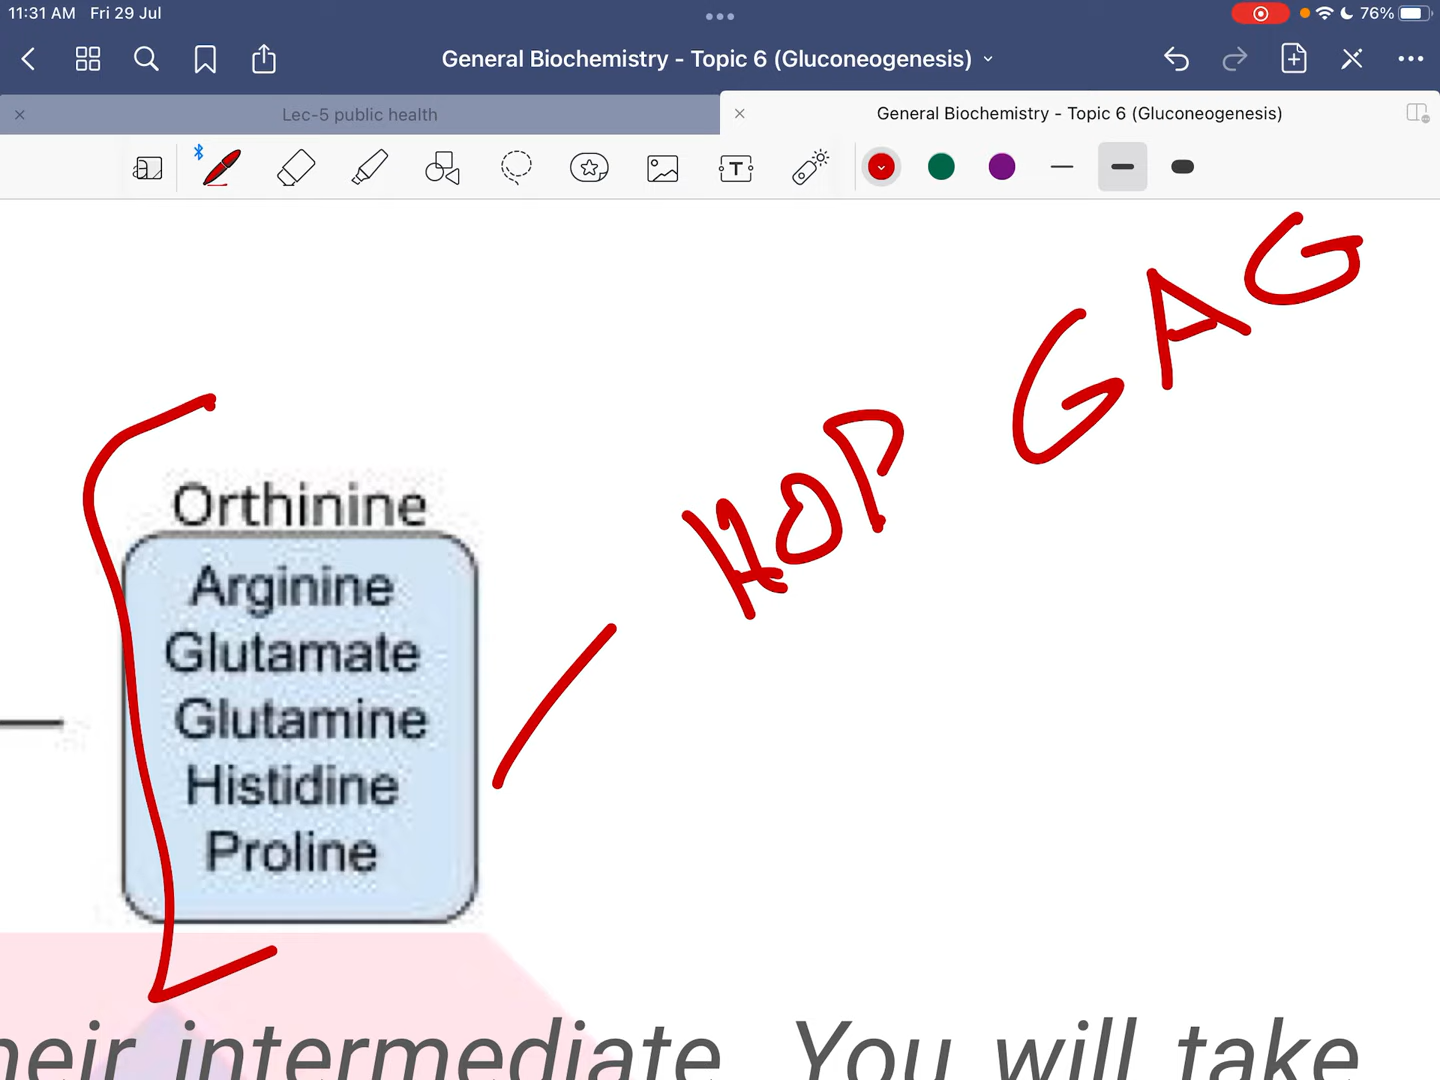 11:31 AM Fri 29 Jul
76%
General Biochemistry - Topic 6 (Gluconeogenesis)
Lec-5 public health
General Biochemistry - Topic 6 (Gluconeogenesis)
T
HOP GAG
Orthinine
Arginine
Glutamate
Glutamine
Histidine
Proline
heir intermediate. You will take